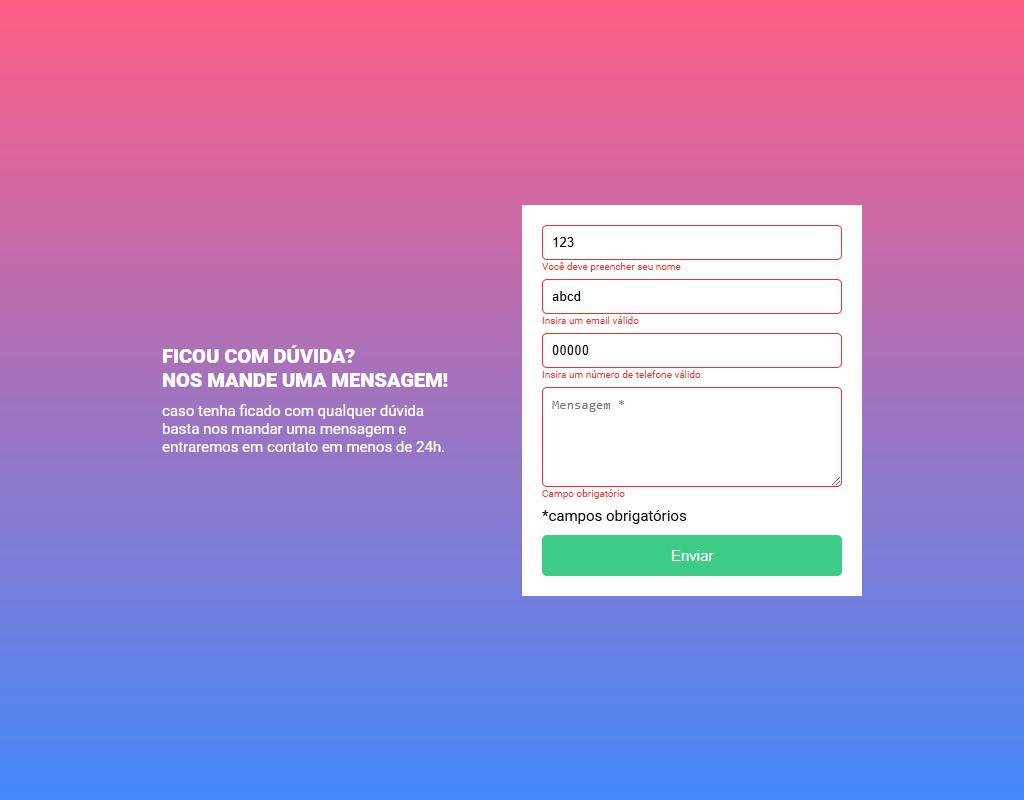 FICOU COM DÚVIDA?
NOS MANDE UMA MENSAGEM!
caso tenha ficado com qualquer dúvida
basta nos mandar uma mensagem e
entraremos em contato em menos de 24h.
123
Você deve preencher seu nome
abcd
Insira um email válido
00000
Insira um número de telefone válido
Mensagem *
Campo obrigatório
*campos obrigatórios
Enviar